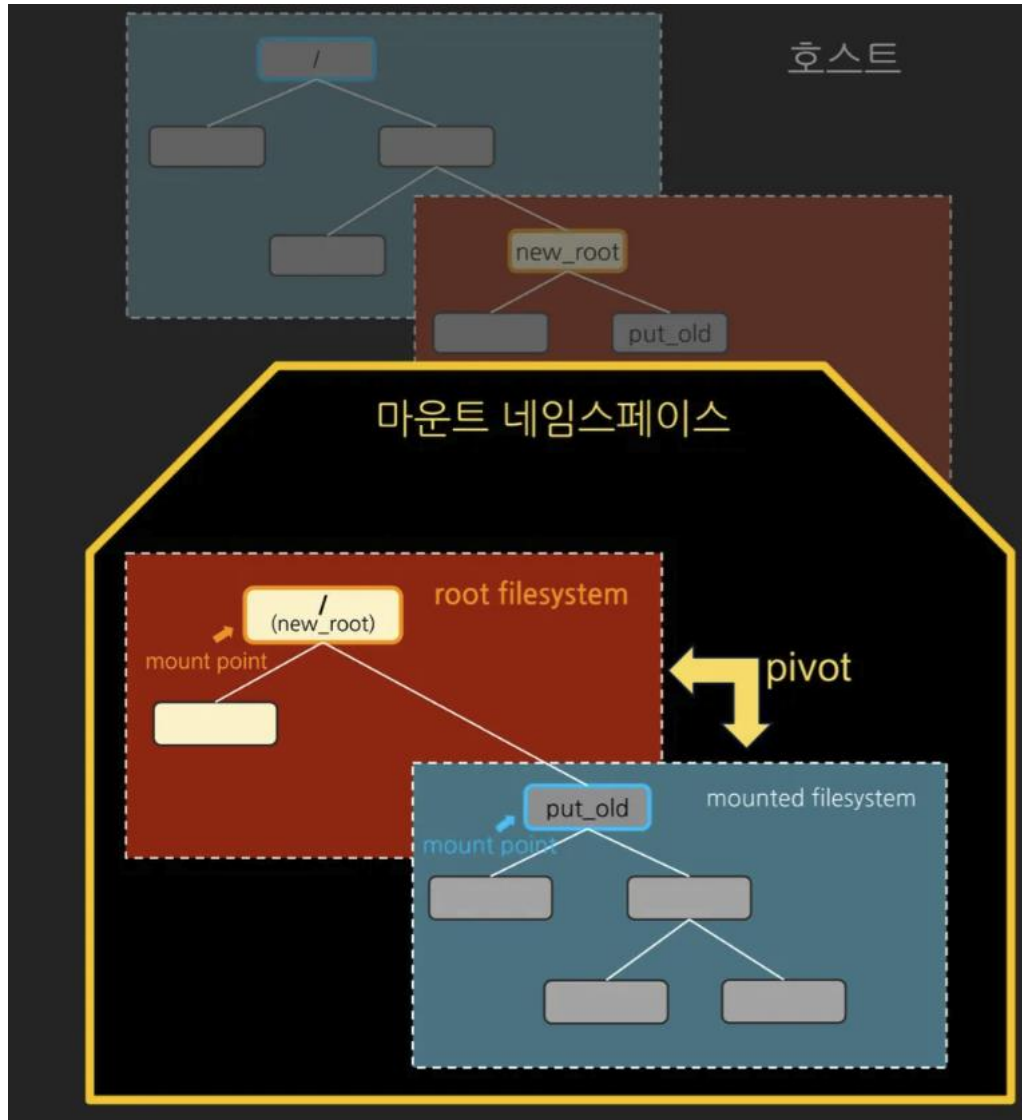 /
호스트
new_root
put_old
마운트 네임스페이스
/
(new_root)
root filesystem
mount point
pivot
put_old
mounted filesystem
mount point